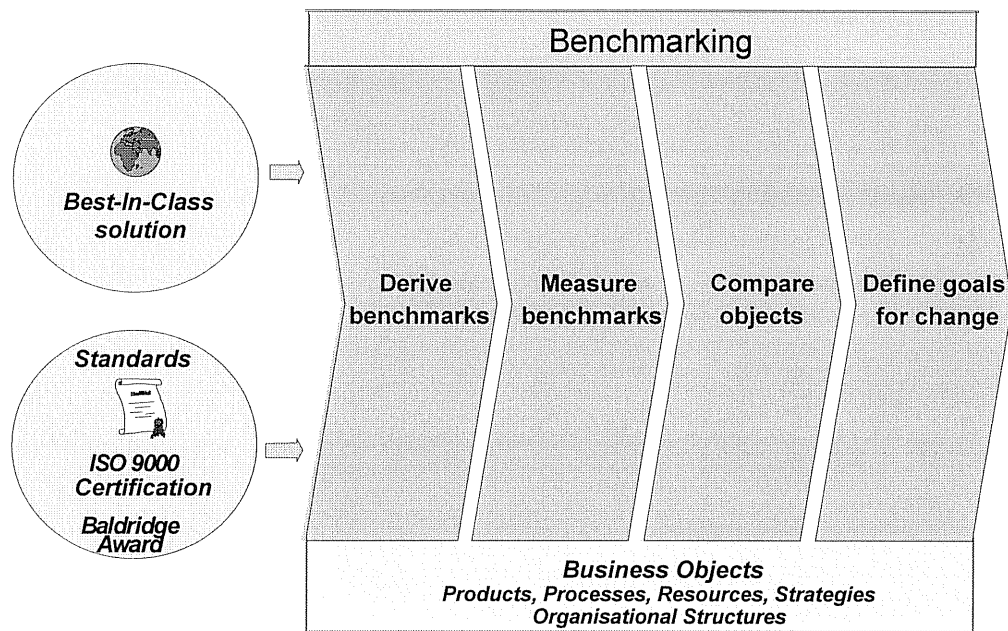 Benchmarking
Best-In-Class
solution
Standards
ISO 9000
Certification
Baldridge
Award
Derive
benchmarks
Measure
benchmarks
Compare
objects
Define goals
for change
Business Objects
Products, Processes, Resources, Strategies
Organisational Structures